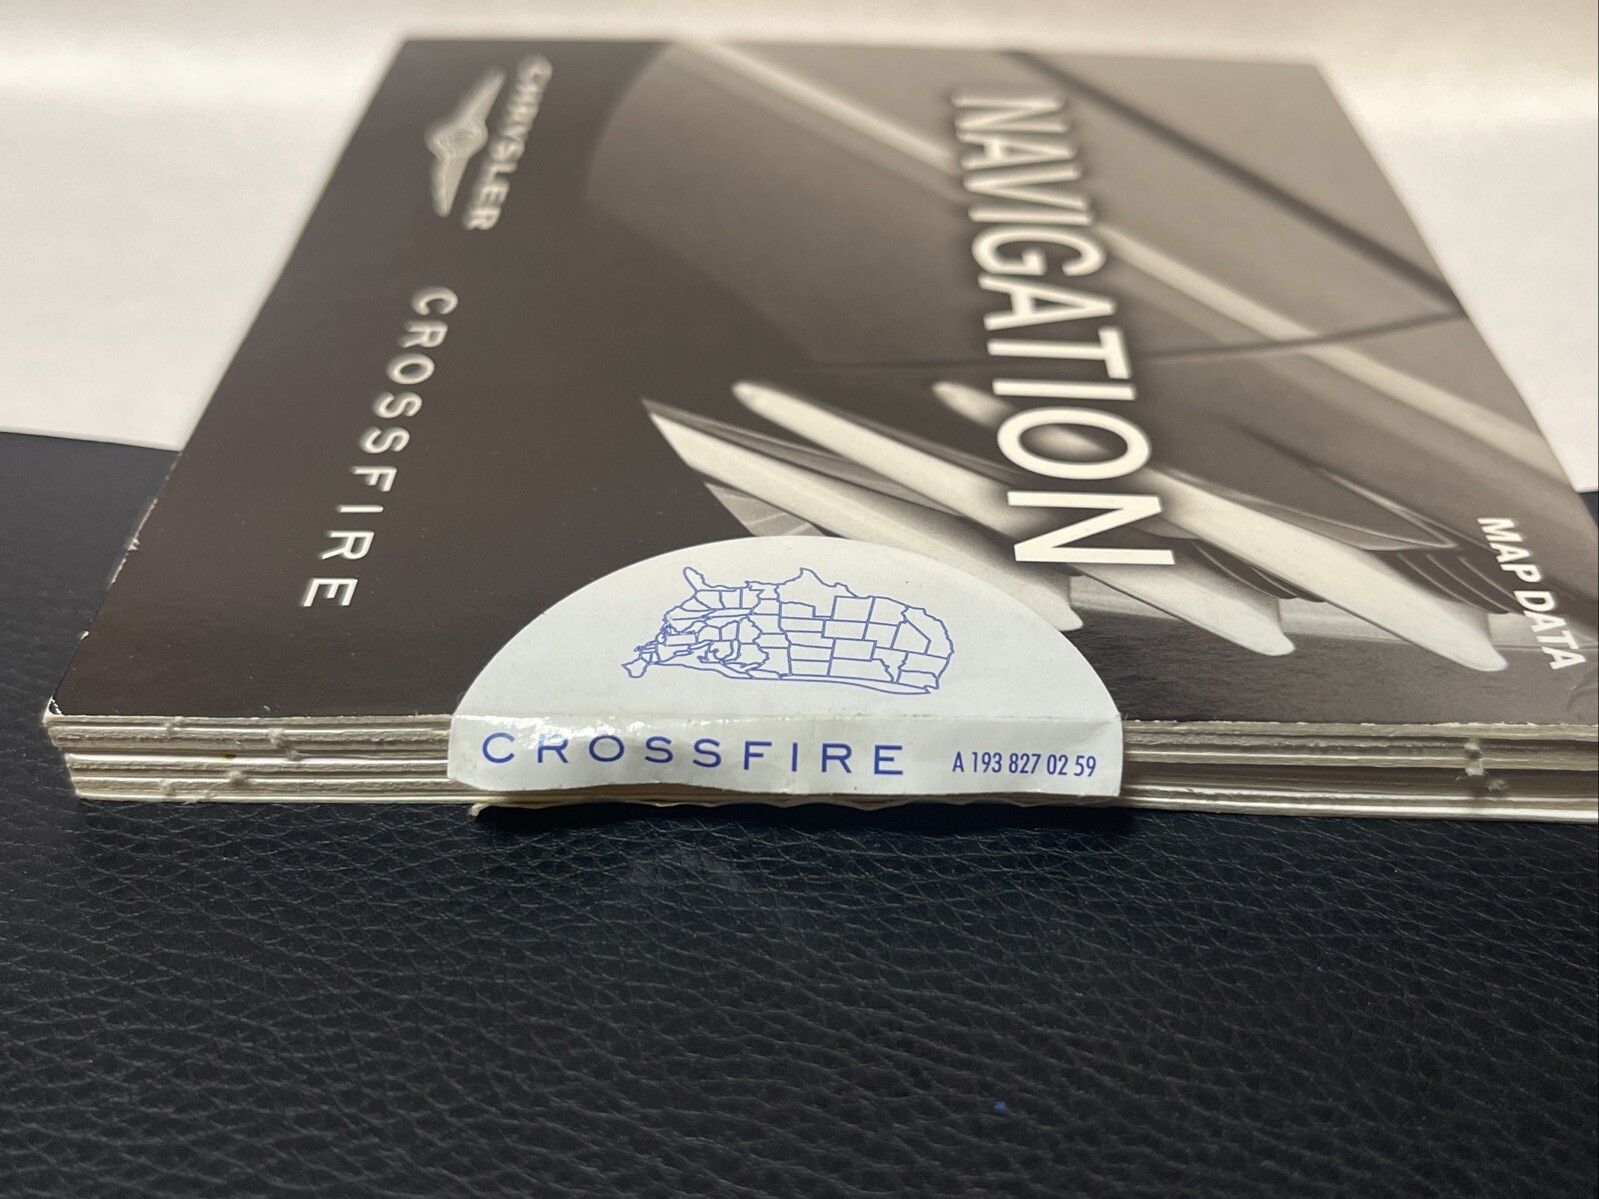 CHRYSLER
CROSSFIRE
NAVIGATION
MAP DATA
CROSSFIRE A 193 827 02 59